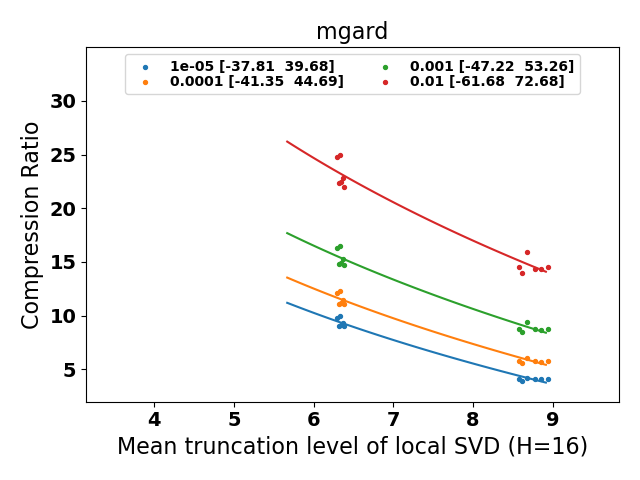 mgard
1e-05 [-37.81  39.68]
0.0001 [-41.35  44.69]
0.001 [-47.22  53.26]
0.01 [-61.68  72.68]
Compression Ratio
30
25
20
15
10
5
4 5 6 7 8 9
Mean truncation level of local SVD (H=16)